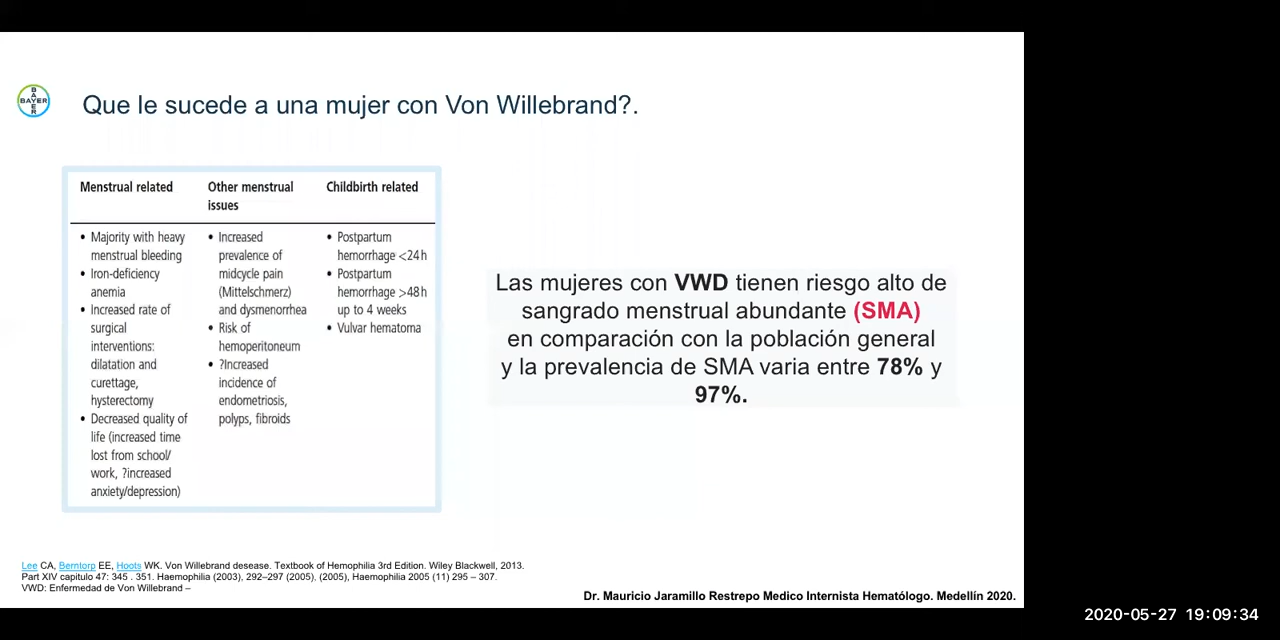 BAYER
BAYER
Que le sucede a una mujer con Von Willebrand?.
Menstrual related
Other menstrual
issues
Childbirth related
• Majority with heavy
menstrual bleeding
• Iron-deficiency
anemia
• Increased rate of
surgical
interventions:
dilatation and
curettage,
hysterectomy
• Decreased quality of
life (increased time
lost from school/
work, ?increased
anxiety/depression)
• Increased
prevalence of
midcycle pain
(Mittelschmerz)
and dysmenorrhea
• Risk of
hemoperitoneum
• ?Increased
incidence of
endometriosis,
polyps, fibroids
• Postpartum
hemorrhage <24h
• Postpartum
hemorrhage >48h
up to 4 weeks
• Vulvar hematoma
Las mujeres con VWD tienen riesgo alto de
sangrado menstrual abundante (SMA)
en comparación con la población general
y la prevalencia de SMA varia entre 78% y
97%.
Lee CA, Berntorp EE, Hoots WK. Von Willebrand desease. Textbook of Hemophilia 3rd Edition. Wiley Blackwell, 2013.
Part XIV capitulo 47: 345 . 351. Haemophilia (2003), 292–297 (2005). (2005), Haemophilia 2005 (11) 295 – 307.
VWD: Enfermedad de Von Willebrand –
Dr. Mauricio Jaramillo Restrepo Medico Internista Hematólogo. Medellín 2020.
2020-05-27 19:09:34